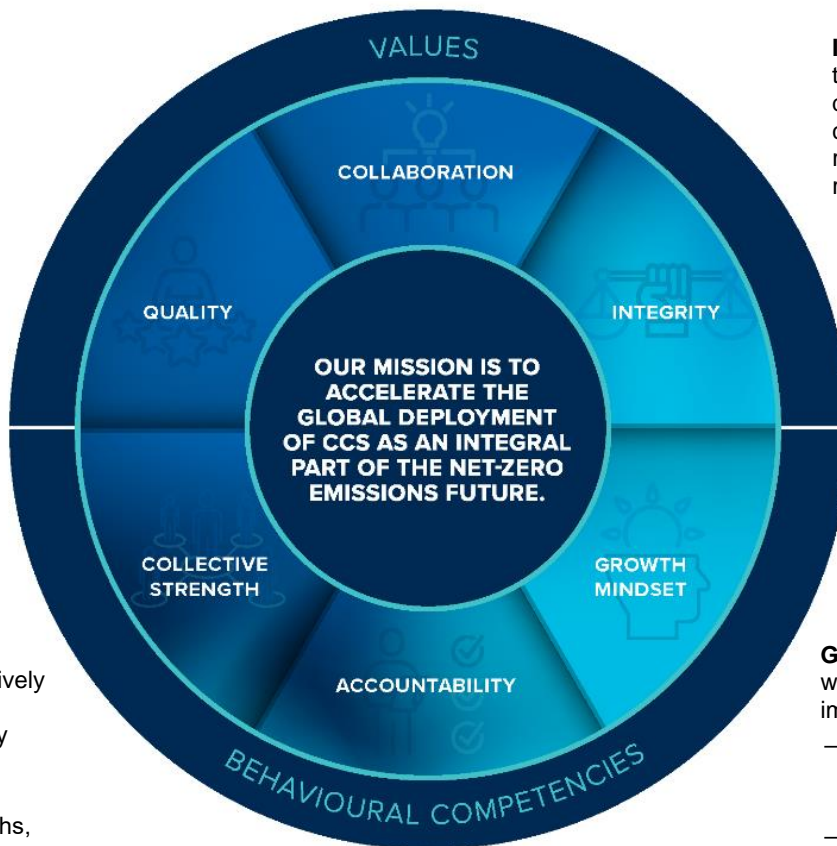 VALUES
COLLABORATION
QUALITY
INTEGRITY
OUR MISSION IS TO
ACCELERATE THE
GLOBAL DEPLOYMENT
OF CCS AS AN INTEGRAL
PART OF THE NET-ZERO
EMISSIONS FUTURE.
COLLECTIVE
STRENGTH
GROWTH
MINDSET
ACCOUNTABILITY
BEHAVIOURAL COMPETENCIES